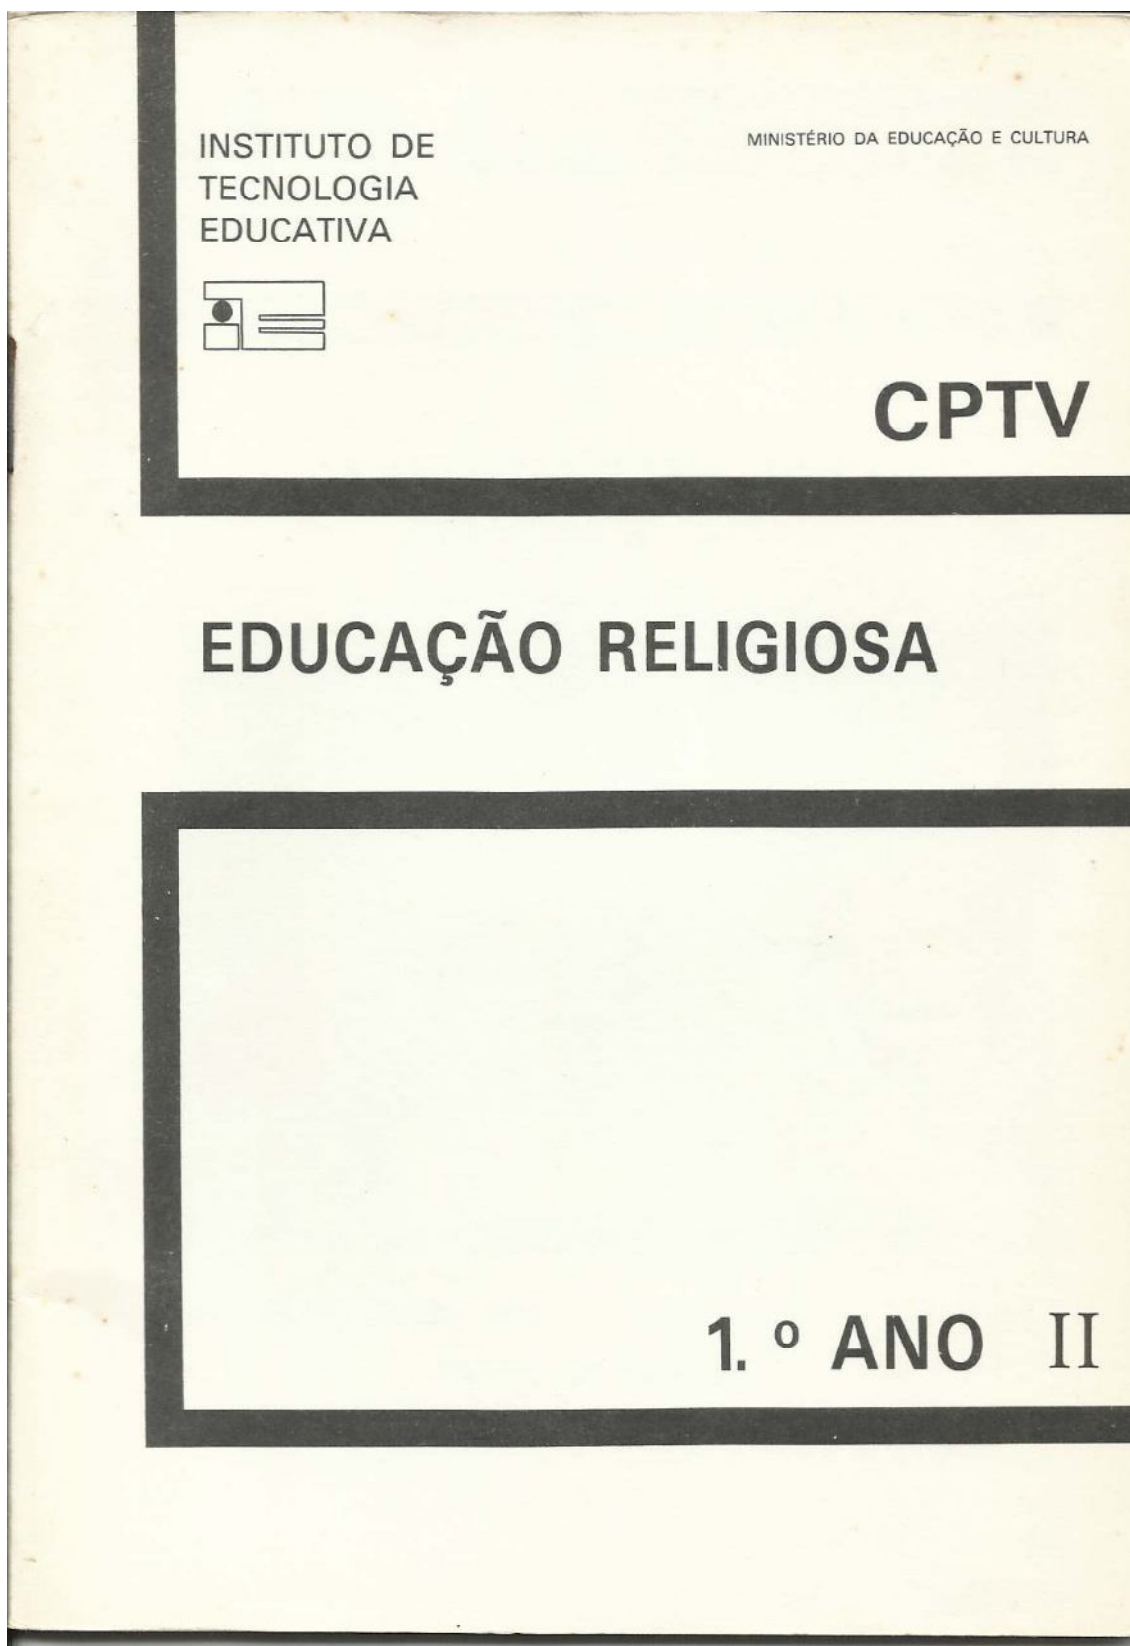 INSTITUTO DE
TECNOLOGIA
EDUCATIVA
MINISTÉRIO DA EDUCAÇÃO E CULTURA
CPTV
EDUCAÇÃO RELIGIOSA
1.º ANO II